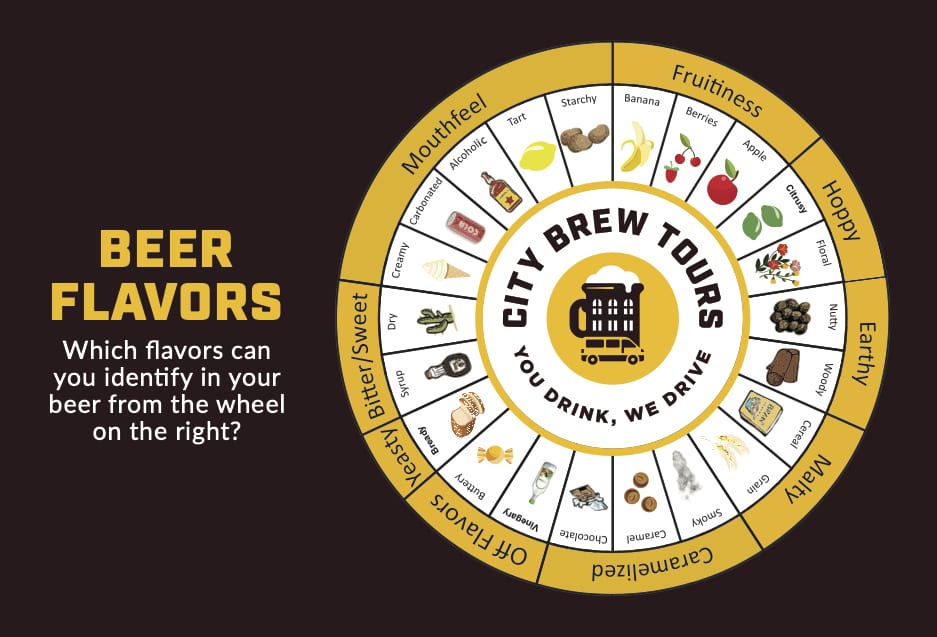 BEER
FLAVORS
Which flavors can
you identify in your
beer from the wheel
on the right?
Fruitiness
Banana
Berries
Apple
Hoppy
Citrusy
Floral
Earthy
Nutty
Woody
Malty
Cereal
Grain
Caramelized
Smoky
Caramel
Chocolate
Off Flavors
Vinegary
Buttery
Yeasty
Bready
Bitter/Sweet
Syrup
Dry
Mouthfeel
Creamy
Carbonated
Alcoholic
Tart
Starchy
COLA
CITY BREW TOURS
YOU DRINK, WE DRIVE